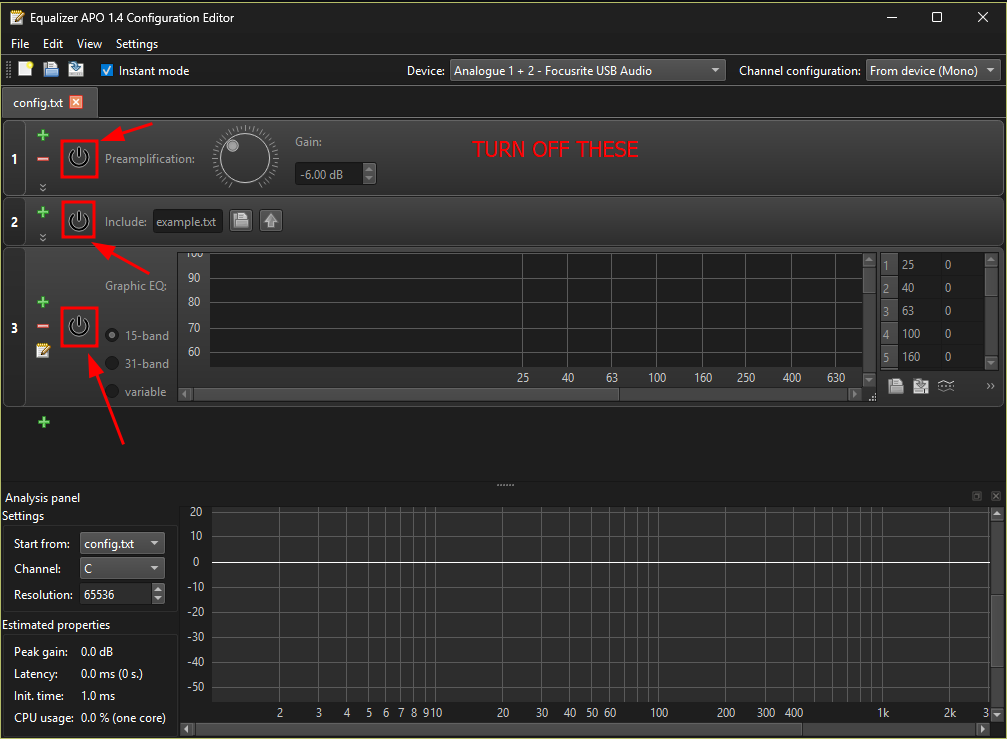 Equalizer APO 1.4 Configuration Editor
File Edit View Settings
Instant mode Device: Analogue 1 + 2 - Focusrite USB Audio Channel configuration: From device (Mono)
config.txt
1 Preamplification: Gain: TURN OFF THESE
-6.00 dB
2 Include: example.txt
3 Graphic EQ:
15-band
31-band
variable
100
90
80
70
60
25 40 63 100 160 250 400 630
1 25 0
2 40 0
3 63 0
4 100 0
5 160 0
Analysis panel
Settings
Start from: config.txt
Channel: C
Resolution: 65536
Estimated properties
Peak gain: 0.0 dB
Latency: 0.0 ms (0 s.)
Init. time: 1.0 ms
CPU usage: 0.0 % (one core)
20
10
0
-10
-20
-30
-40
-50
2 3 4 5 6 7 8 9 10 20 30 40 50 60 100 200 300 400 1k 2k 3